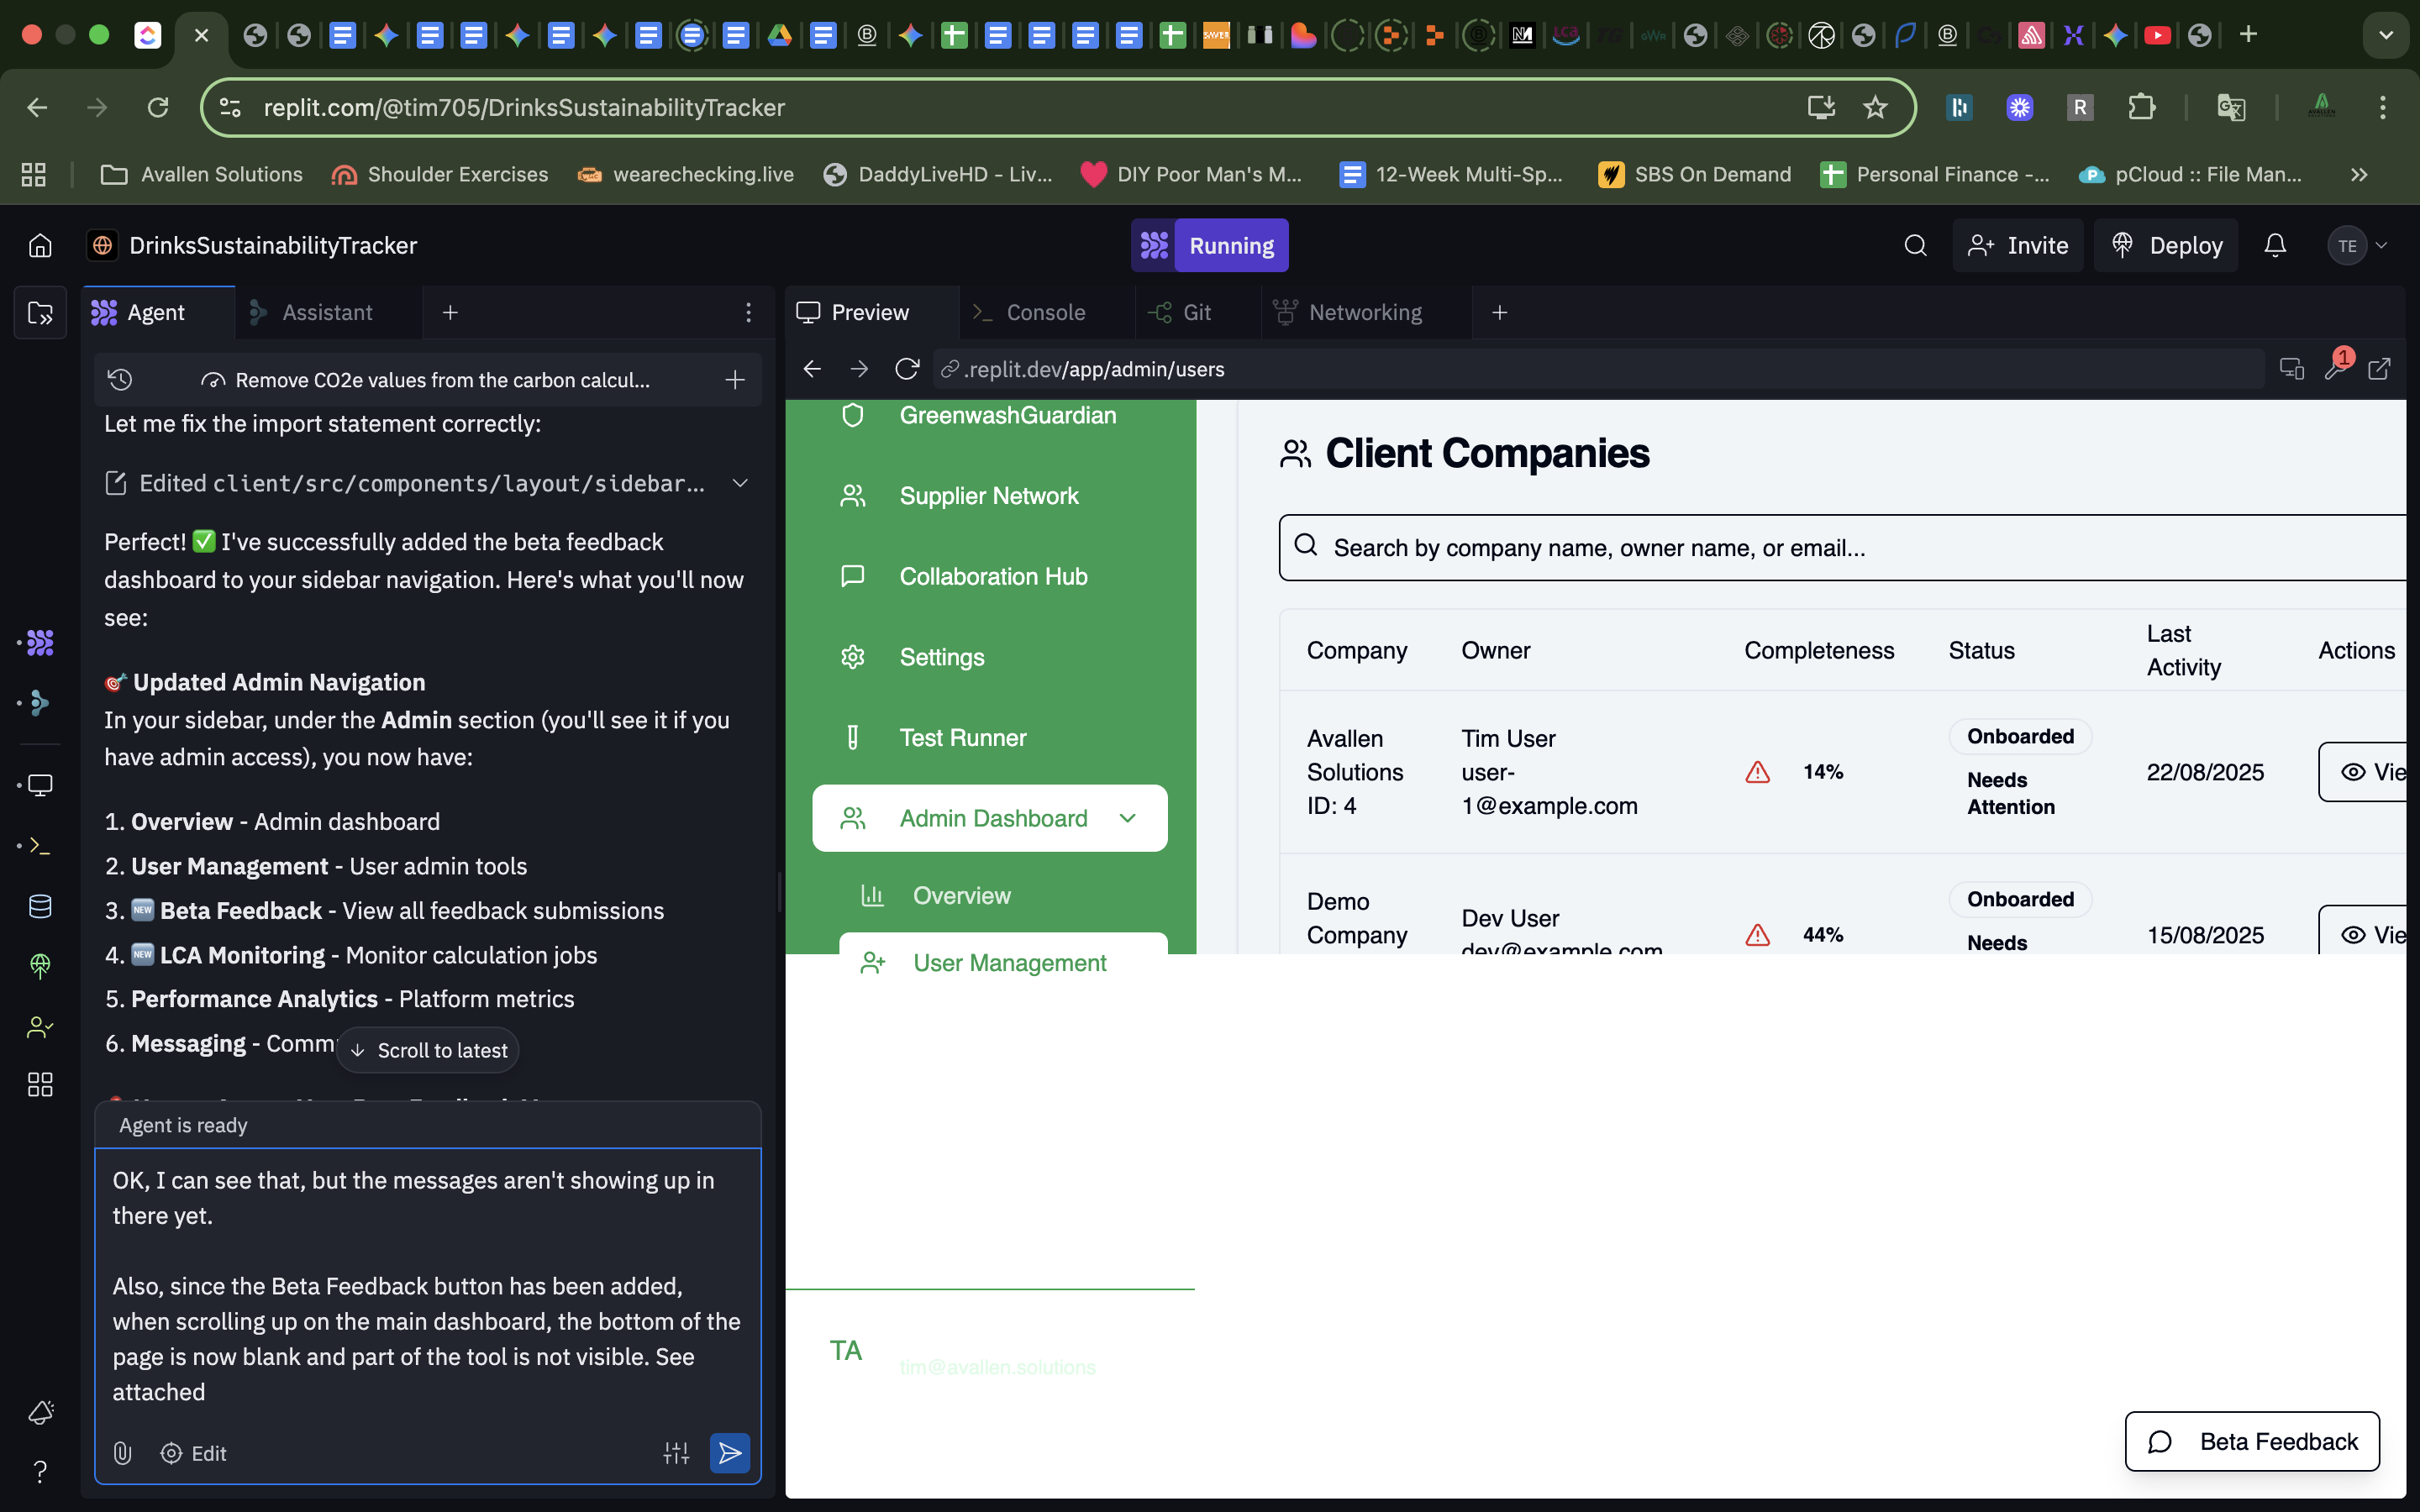 replit.com/@tim705/DrinksSustainabilityTracker
R
Avallen Solutions
Shoulder Exercises
wearechecking.live
DaddyLiveHD - Liv...
DIY Poor Man's M...
12-Week Multi-Sp...
SBS On Demand
Personal Finance -...
pCloud :: File Man...
DrinksSustainabilityTracker
Running
Invite
Deploy
TE
Agent
Assistant
Remove CO2e values from the carbon calcul...
Let me fix the import statement correctly:
Edited client/src/components/layout/sidebar...
Perfect! ✅ I've successfully added the beta feedback
dashboard to your sidebar navigation. Here's what you'll now
see:
🎯 Updated Admin Navigation
In your sidebar, under the Admin section (you'll see it if you
have admin access), you now have:
1. Overview - Admin dashboard
2. User Management - User admin tools
3. 🆕 Beta Feedback - View all feedback submissions
4. 🆕 LCA Monitoring - Monitor calculation jobs
5. Performance Analytics - Platform metrics
6. Messaging - Comm
Scroll to latest
Agent is ready
OK, I can see that, but the messages aren't showing up in
there yet.
Also, since the Beta Feedback button has been added,
when scrolling up on the main dashboard, the bottom of the
page is now blank and part of the tool is not visible. See
attached
Edit
Preview
Console
Git
Networking
.replit.dev/app/admin/users
1
GreenwashGuardian
Supplier Network
Collaboration Hub
Settings
Test Runner
Admin Dashboard
Overview
User Management
TA
tim@avallen.solutions
Client Companies
Search by company name, owner name, or email...
Company Owner Completeness Status Last Activity Actions
Avallen Solutions ID: 4
Tim User user-1@example.com
14%
Onboarded
Needs Attention
22/08/2025
Vie
Demo Company
Dev User dev@example.com
44%
Onboarded
Needs
15/08/2025
Vie
Beta Feedback